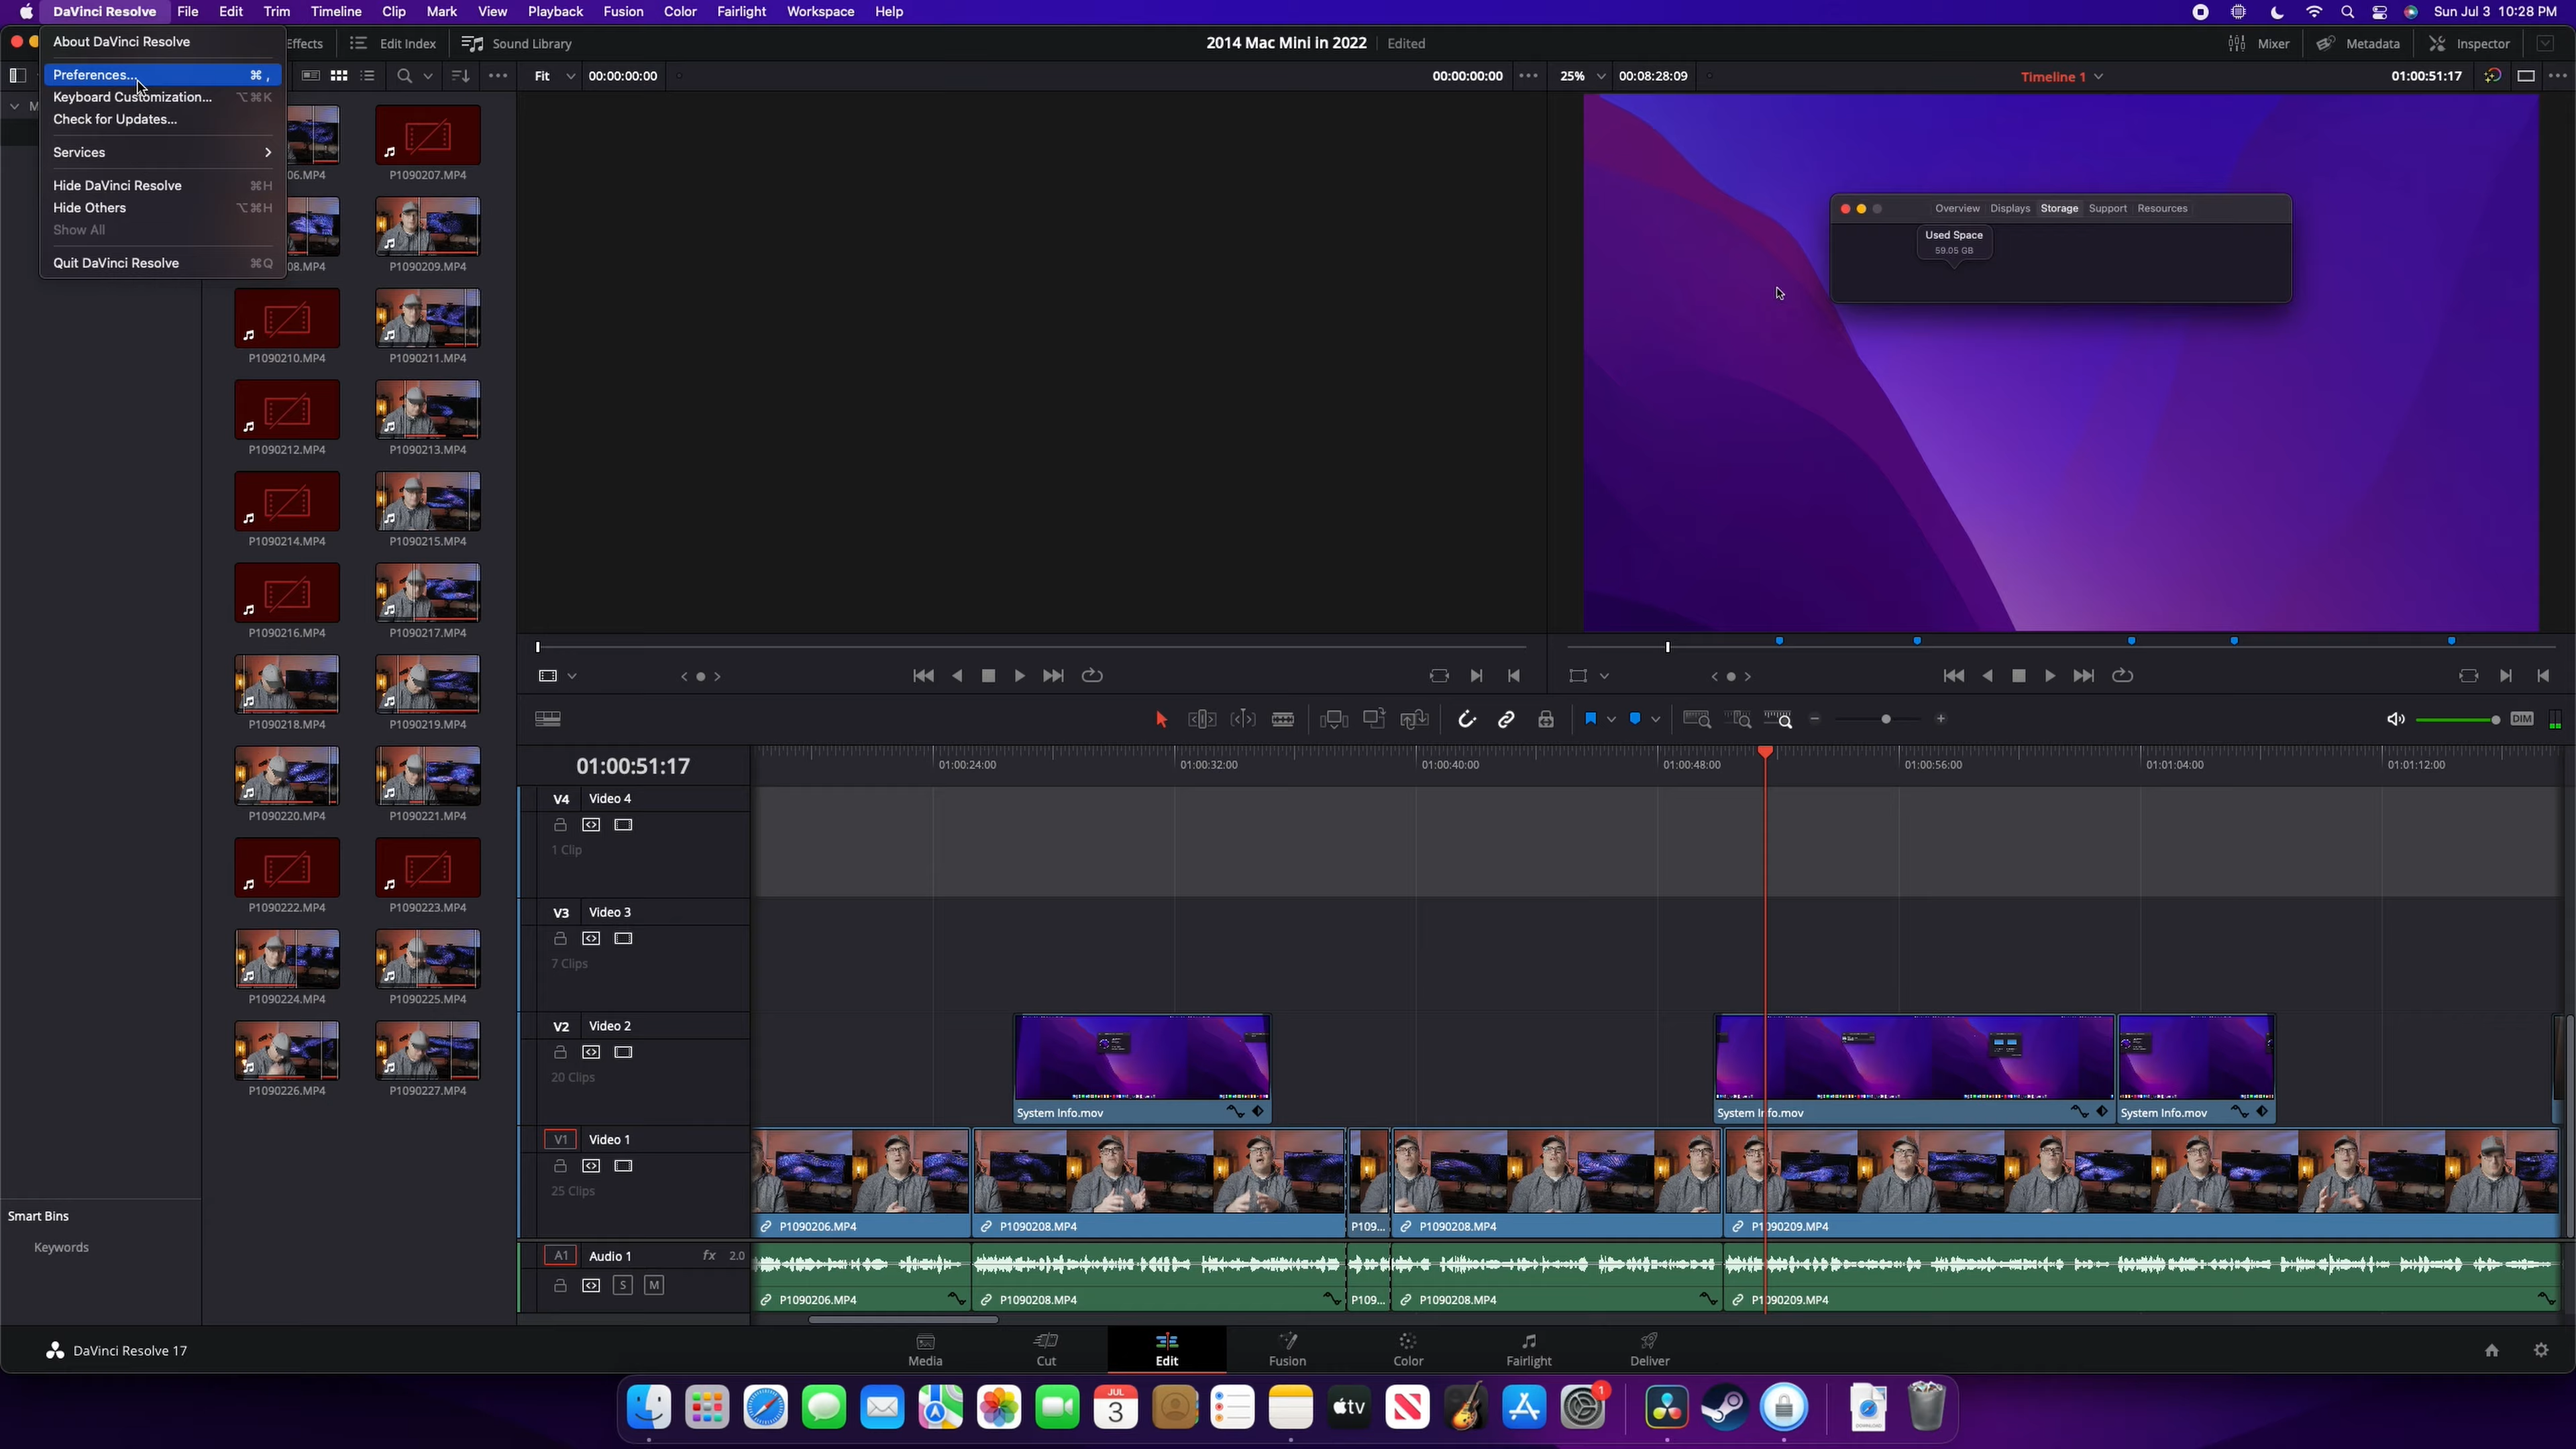 DaVinci Resolve File Edit Trim Timeline Clip Mark View Playback Fusion Color Fairlight Workspace Help Sun Jul 3 10:28 PM
About DaVinci Resolve
Preferences... ⌘ ,
Keyboard Customization... ⌥⌘K
Check for Updates...
Services
Hide DaVinci Resolve ⌘H
Hide Others ⌥⌘H
Show All
Quit DaVinci Resolve ⌘Q
Effects Edit Index Sound Library 2014 Mac Mini in 2022 Edited Mixer Metadata Inspector
Fit 00:00:00:00 00:00:00:00 25% 00:08:28:09 Timeline 1 01:00:51:17
M
06.MP4 P1090207.MP4
08.MP4 P1090209.MP4
P1090210.MP4 P1090211.MP4
P1090212.MP4 P1090213.MP4
P1090214.MP4 P1090215.MP4
P1090216.MP4 P1090217.MP4
P1090218.MP4 P1090219.MP4
P1090220.MP4 P1090221.MP4
P1090222.MP4 P1090223.MP4
P1090224.MP4 P1090225.MP4
P1090226.MP4 P1090227.MP4
Smart Bins
Keywords
Overview Displays Storage Support Resources
Used Space
59.05 GB
DIM
01:00:51:17 01:00:24:00 01:00:32:00 01:00:40:00 01:00:48:00 01:00:56:00 01:01:04:00 01:01:12:00
V4 Video 4
1 Clip
V3 Video 3
7 Clips
V2 Video 2
20 Clips
System Info.mov System Info.mov System Info.mov
V1 Video 1
25 Clips
P1090206.MP4 P1090208.MP4 P109... P1090208.MP4 P1090209.MP4
A1 Audio 1 fx 2.0
S M
P1090206.MP4 P1090208.MP4 P109... P1090208.MP4 P1090209.MP4
DaVinci Resolve 17 Media Cut Edit Fusion Color Fairlight Deliver
JUL
3
tv
1